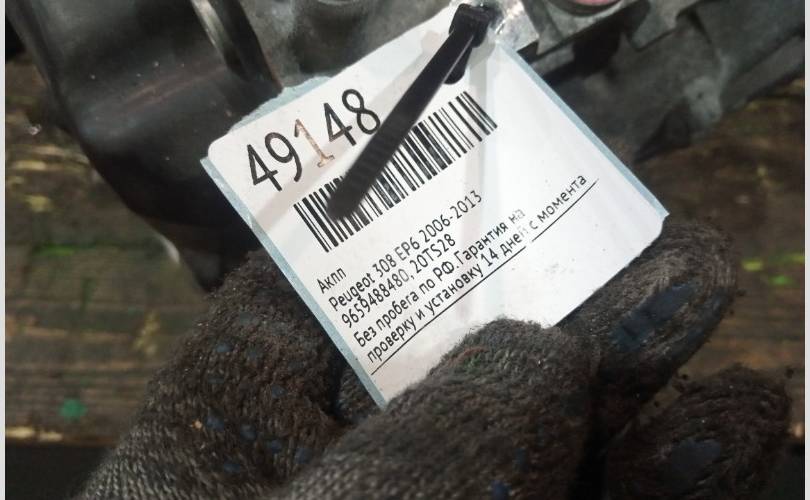 49148
Акпп
Peugeot 308 EP6 2006-2013
9659488480, 20TS28
Без пробега по РФ. Гарантия на
проверку и установку 14 дней с момента